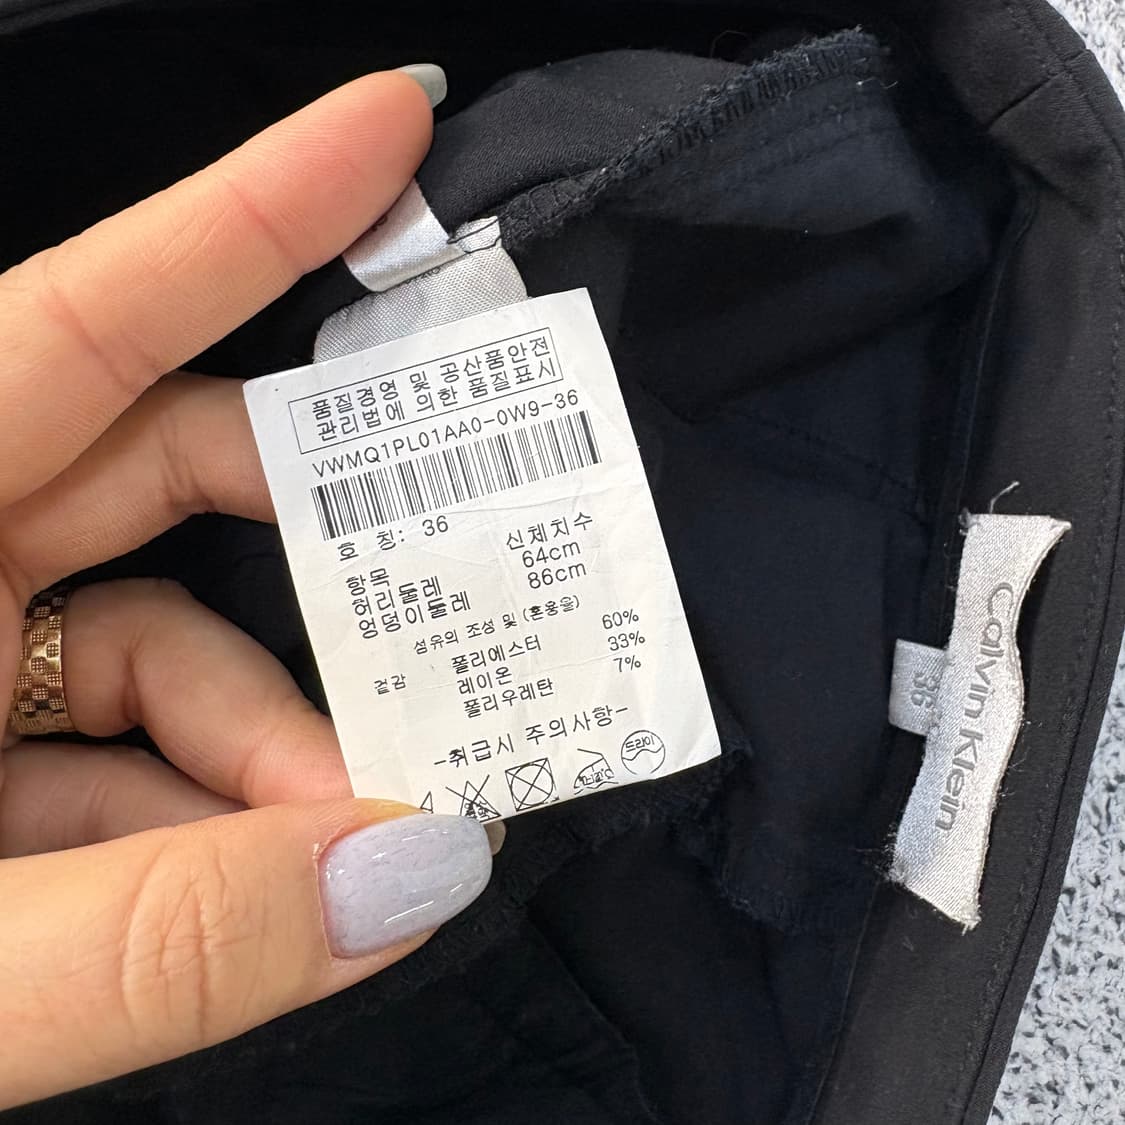 품질경영 및 공산품안전
관리법에 의한 품질표시
VWMQ1PL01AA0-0W9-36
호 칭: 36
항목 신체치수
허리둘레 64cm
엉덩이둘레 86cm
섬유의 조성 및 (혼용율)
폴리에스터 60%
겉감 레이온 33%
폴리우레탄 7%
-취급시 주의사항-
드라이
Calvin Klein
36